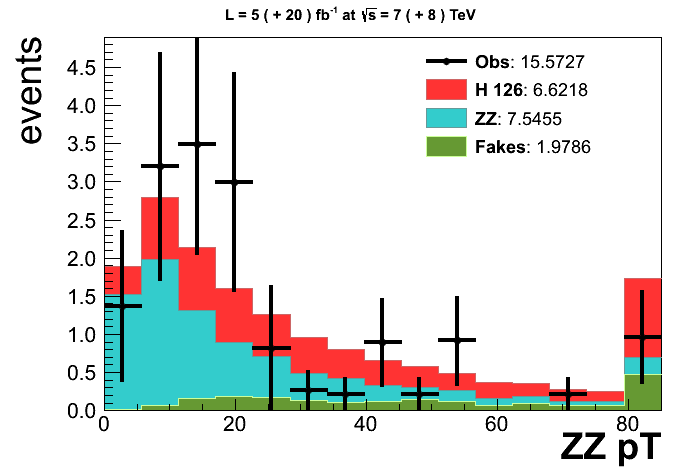 L = 5 ( + 20 ) fb⁻¹ at √s = 7 ( + 8 ) TeV
events
4.5
4.0
3.5
3.0
2.5
2.0
1.5
1.0
0.5
0.0
Obs: 15.5727
H 126: 6.6218
ZZ: 7.5455
Fakes: 1.9786
0 20 40 60 80
ZZ pT